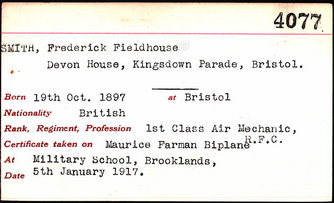 4077
SMITH, Frederick Fieldhouse
Devon House, Kingsdown Parade, Bristol.
Born 19th Oct. 1897 at Bristol
Nationality British
Rank, Regiment, Profession 1st Class Air Mechanic,
R.F.C.
Certificate taken on Maurice Farman Biplane
At Military School, Brooklands,
Date 5th January 1917.